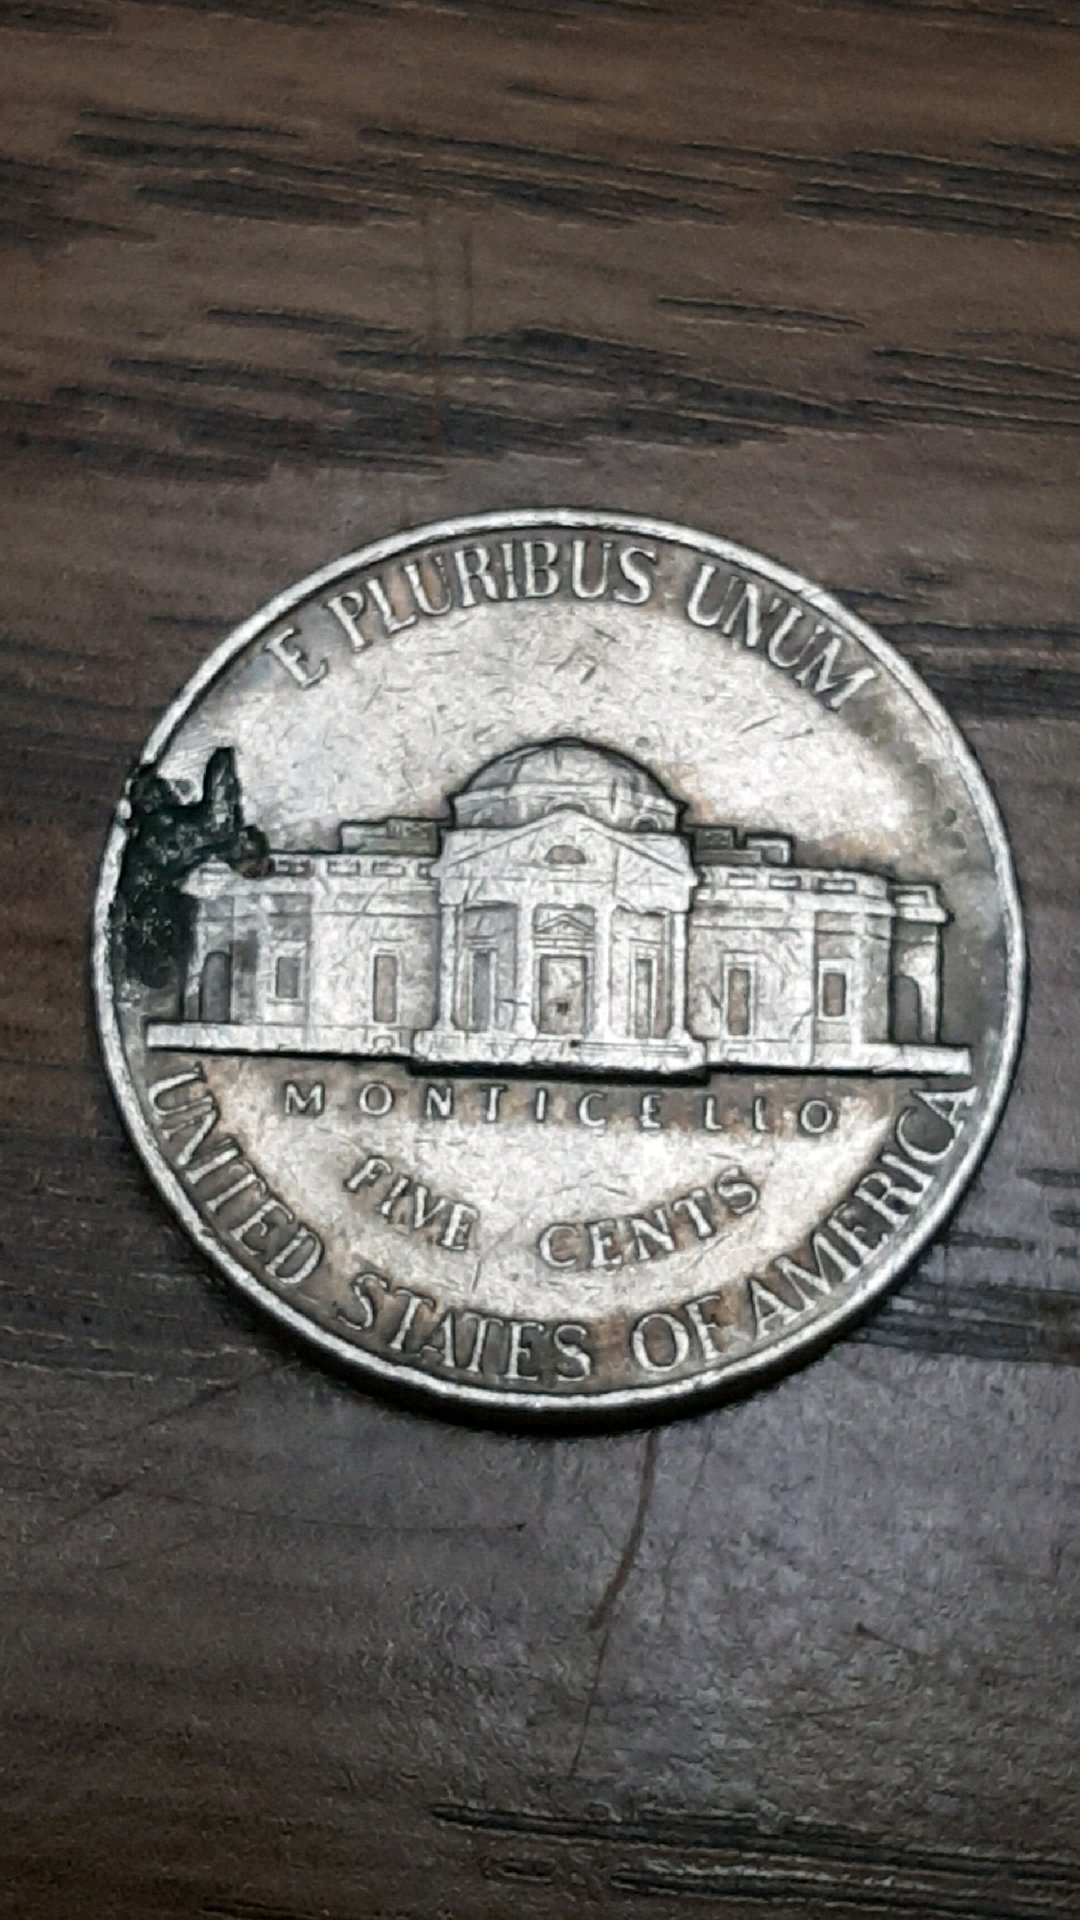 E PLURIBUS UNUM
MONTICELLO
FIVE CENTS
UNITED STATES OF AMERICA